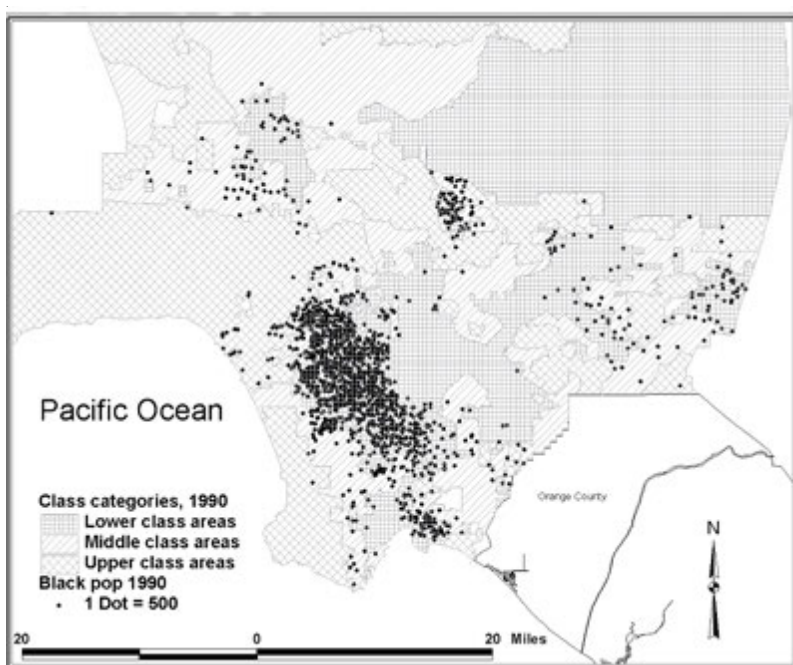 Pacific Ocean
Class categories, 1990
Lower class areas
Middle class areas
Upper class areas
Black pop 1990
1 Dot = 500
Orange County
N
20 0 20 Miles